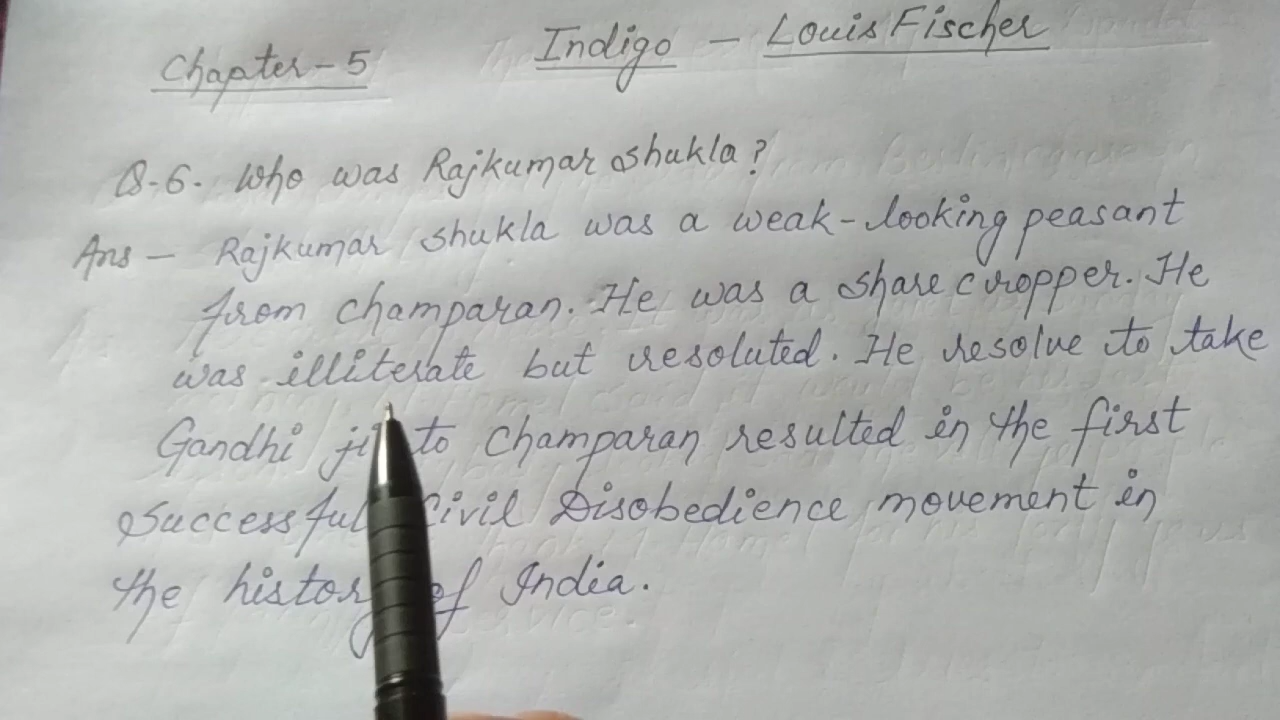 Chapter-5 Indigo - Louis Fischer
Q-6. Who was Rajkumar Shukla?
Ans - Rajkumar Shukla was a weak-looking peasant
from Champaran. He was a share cropper. He
was illiterate but resoluted. He resolve to take
Gandhi ji to Champaran resulted in the first
Successful Civil Disobedience movement in
the history of India.